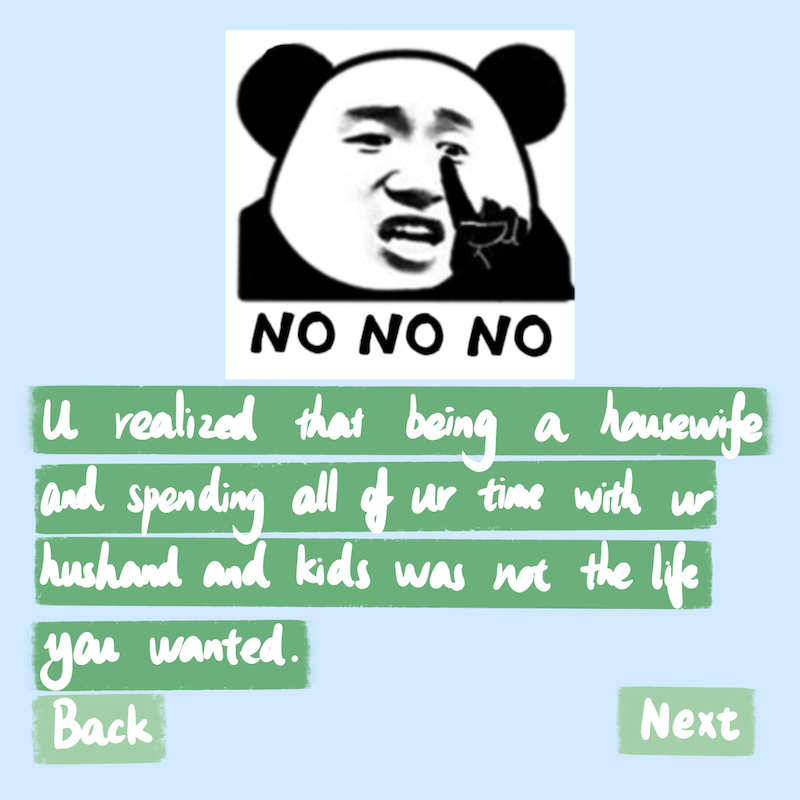 NO NO NO
U realized that being a housewife
and spending all of ur time with ur
hushand and kids was not the life
you wanted.
Back
Next